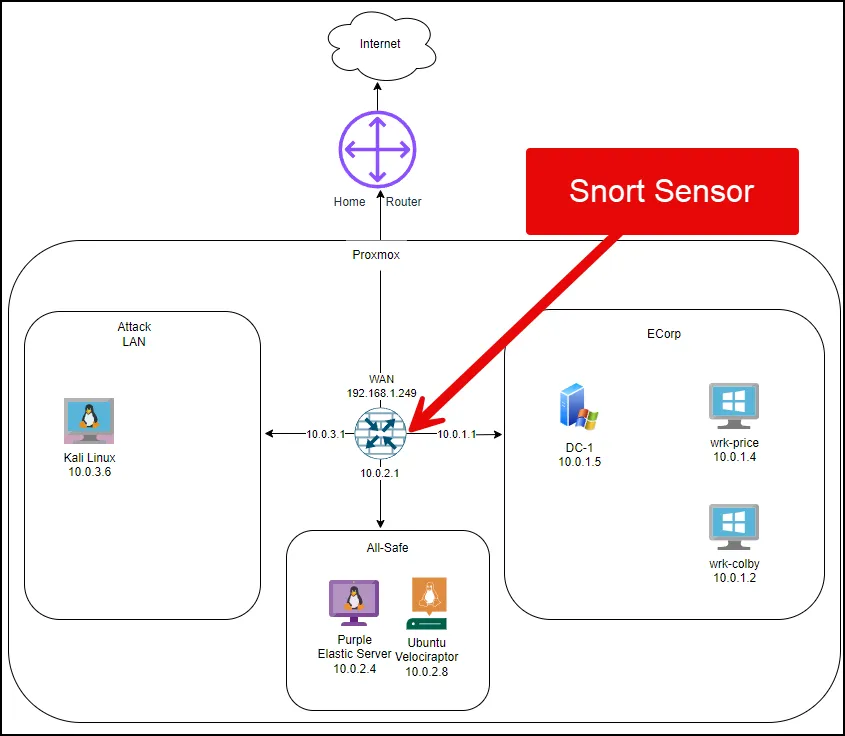 Internet
Home Router
Snort Sensor
Proxmox
Attack
LAN
ECorp
WAN
192.168.1.249
10.0.3.1
10.0.1.1
10.0.2.1
Kali Linux
10.0.3.6
DC-1
10.0.1.5
wrk-price
10.0.1.4
wrk-colby
10.0.1.2
All-Safe
Purple
Elastic Server
10.0.2.4
Ubuntu
Velociraptor
10.0.2.8